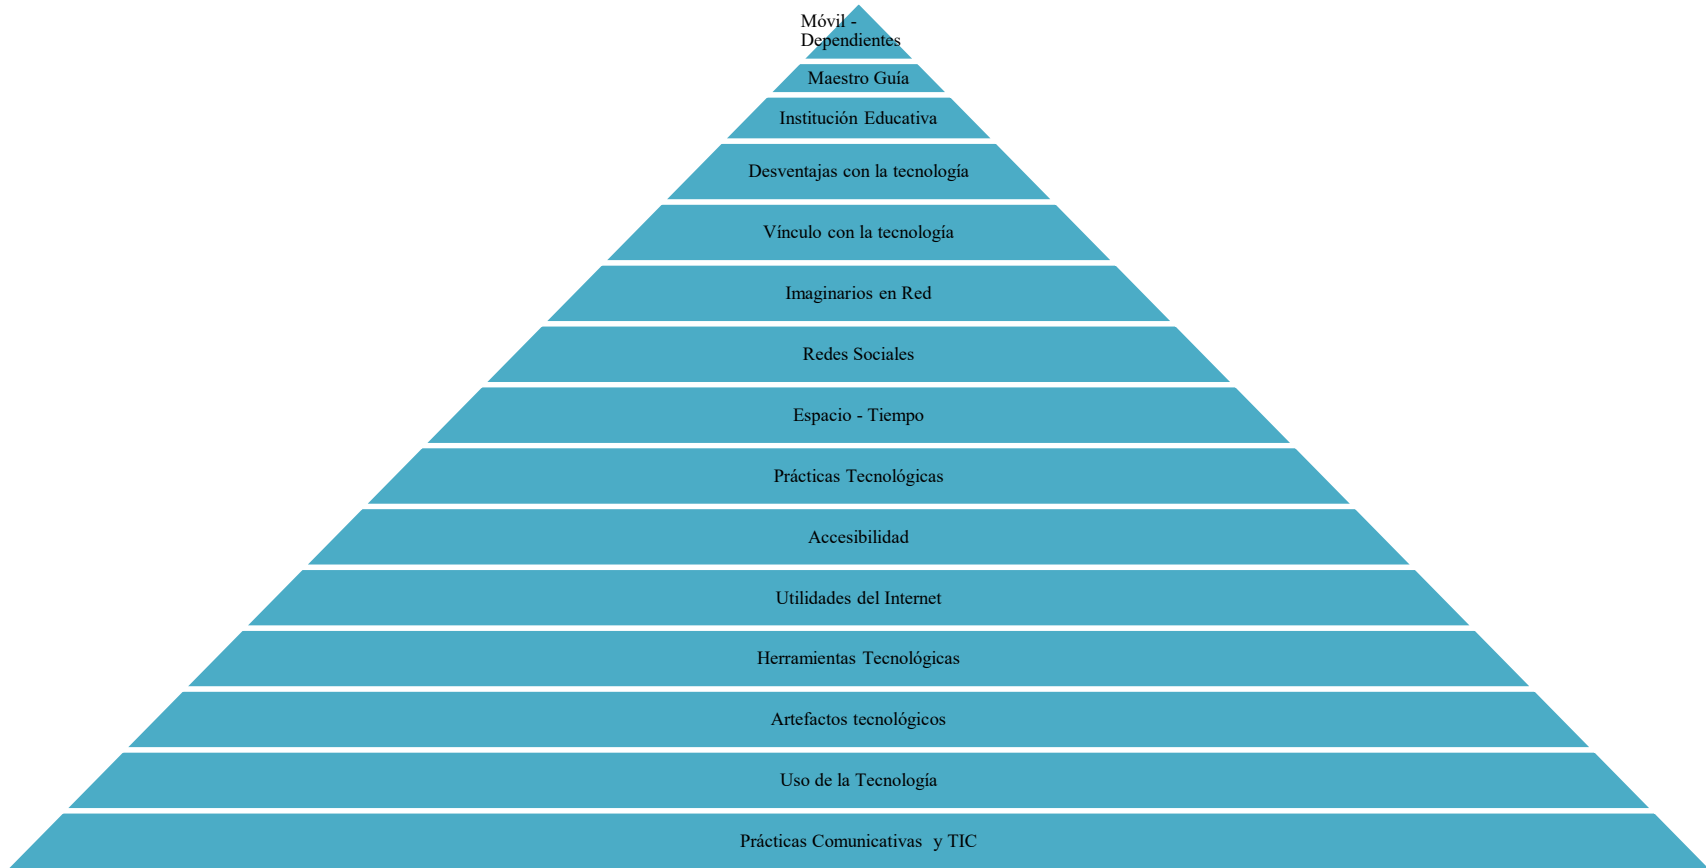 Móvil -
Dependientes
Maestro Guía
Institución Educativa
Desventajas con la tecnología
Vínculo con la tecnología
Imaginarios en Red
Redes Sociales
Espacio - Tiempo
Prácticas Tecnológicas
Accesibilidad
Utilidades del Internet
Herramientas Tecnológicas
Artefactos tecnológicos
Uso de la Tecnología
Prácticas Comunicativas  y TIC